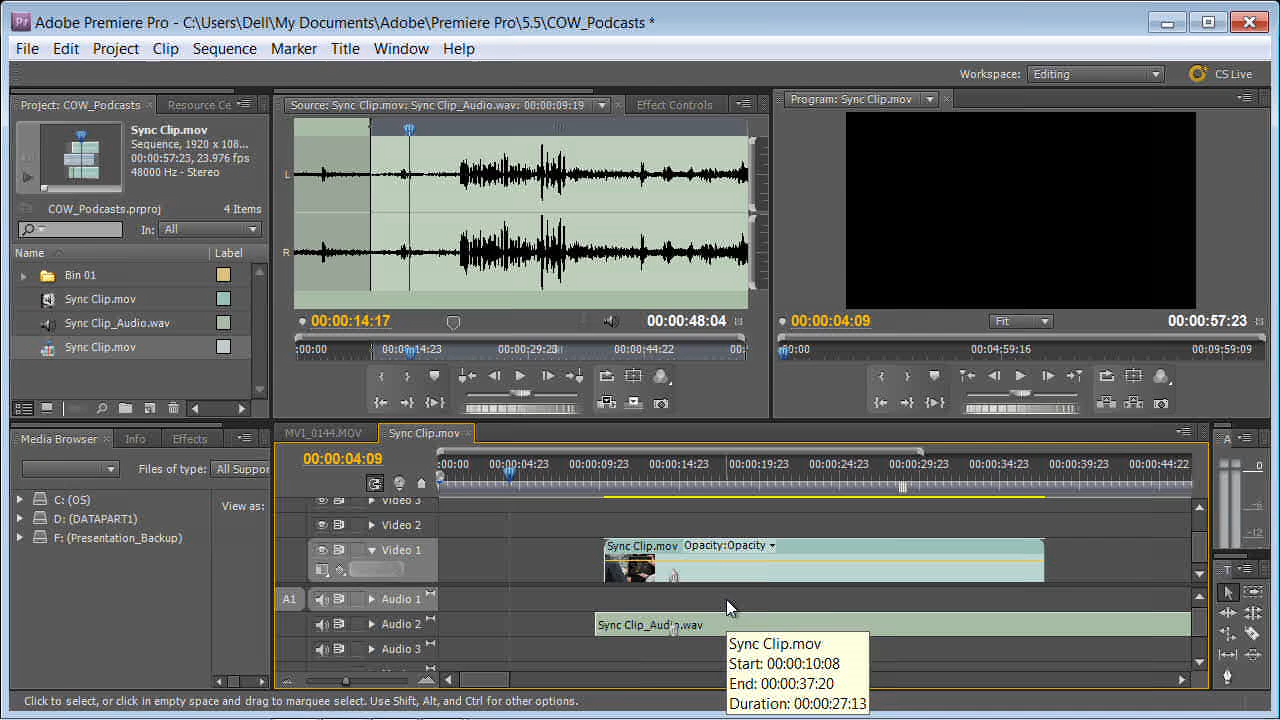 Adobe Premiere Pro - C:\Users\Dell\My Documents\Adobe\Premiere Pro\5.5\COW_Podcasts *
File Edit Project Clip Sequence Marker Title Window Help
Workspace: Editing CS Live
Project: COW_Podcasts Resource Ce
Sync Clip.mov
Sequence, 1920 x 108...
00:00:57:23, 23.976 fps
48000 Hz - Stereo
COW_Podcasts.prproj 4 Items
In: All
Name Label
Bin 01
Sync Clip.mov
Sync Clip_Audio.wav
Sync Clip.mov
Source: Sync Clip.mov: Sync Clip_Audio.wav: 00:00:09:19 Effect Controls
L
R
00:00:14:17 00:00:48:04
:00:00 00:00:14:23 00:00:29:23 00:00:44:22 00:
Program: Sync Clip.mov
00:00:04:09 Fit 00:00:57:23
00:00 00:04:59:16 00:09:59:09
Media Browser Info Effects
Files of type: All Suppor
View as:
C: (OS)
D: (DATAPART1)
F: (Presentation_Backup)
MVI_0144.MOV Sync Clip.mov
00:00:04:09
:00:00 00:00:04:23 00:00:09:23 00:00:14:23 00:00:19:23 00:00:24:23 00:00:29:23 00:00:34:23 00:00:39:23 00:00:44:22
Video 3
Video 2
Video 1 Sync Clip.mov Opacity:Opacity
A1 Audio 1
Audio 2 Sync Clip_Audio.wav
Audio 3
Sync Clip.mov
Start: 00:00:10:08
End: 00:00:37:20
Duration: 00:00:27:13
A
0
-6
-12
T
Click to select, or click in empty space and drag to marquee select. Use Shift, Alt, and Ctrl for other options.